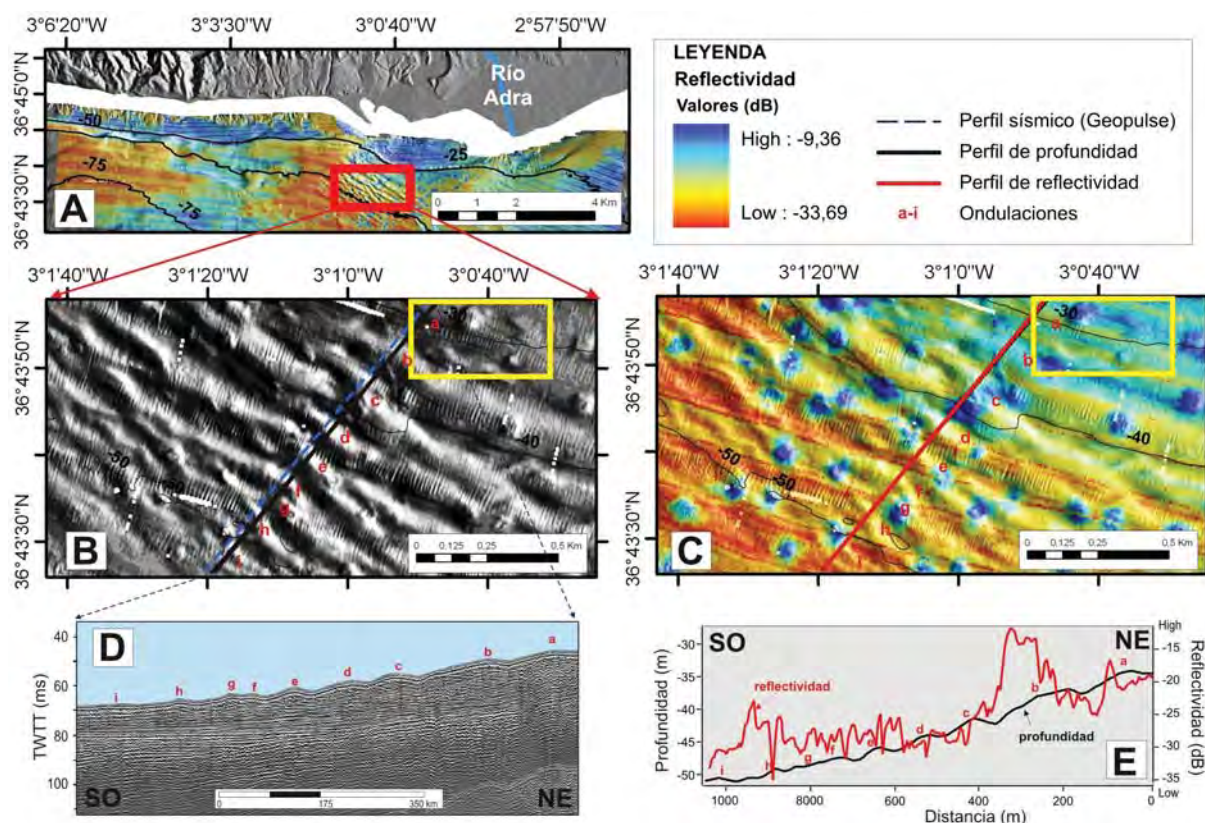 3°6'20"W 3°3'30"W 3°0'40"W 2°57'50"W
36°45'0"N
36°43'30"N
Río
Adra
-50
-25
-75
-75
A
0 1 2 4 Km
LEYENDA
Reflectividad
Valores (dB)
High : -9,36
Low : -33,69
Perfil sísmico (Geopulse)
Perfil de profundidad
Perfil de reflectividad
a-i Ondulaciones
3°1'40"W 3°1'20"W 3°1'0"W 3°0'40"W
36°43'50"N
36°43'30"N
-30
a
b
c
d
e
f
g
h
i
-40
-50
-50
B
0 0,125 0,25 0,5 Km
3°1'40"W 3°1'20"W 3°1'0"W 3°0'40"W
36°43'50"N
36°43'30"N
-30
a
b
c
d
e
f
g
h
i
-40
-50
-50
C
0 0,125 0,25 0,5 Km
D
TWTT (ms)
40
60
80
100
i h g f e d c b a
SO NE
0 175 350 km
SO NE
Profundidad (m)
-30
-35
-40
-45
-50
reflectividad
profundidad
i h g f e d c b a
E
High
-15
-20
-25
-30
-35
Low
Reflectividad (dB)
1000 800 600 400 200 0
Distancia (m)